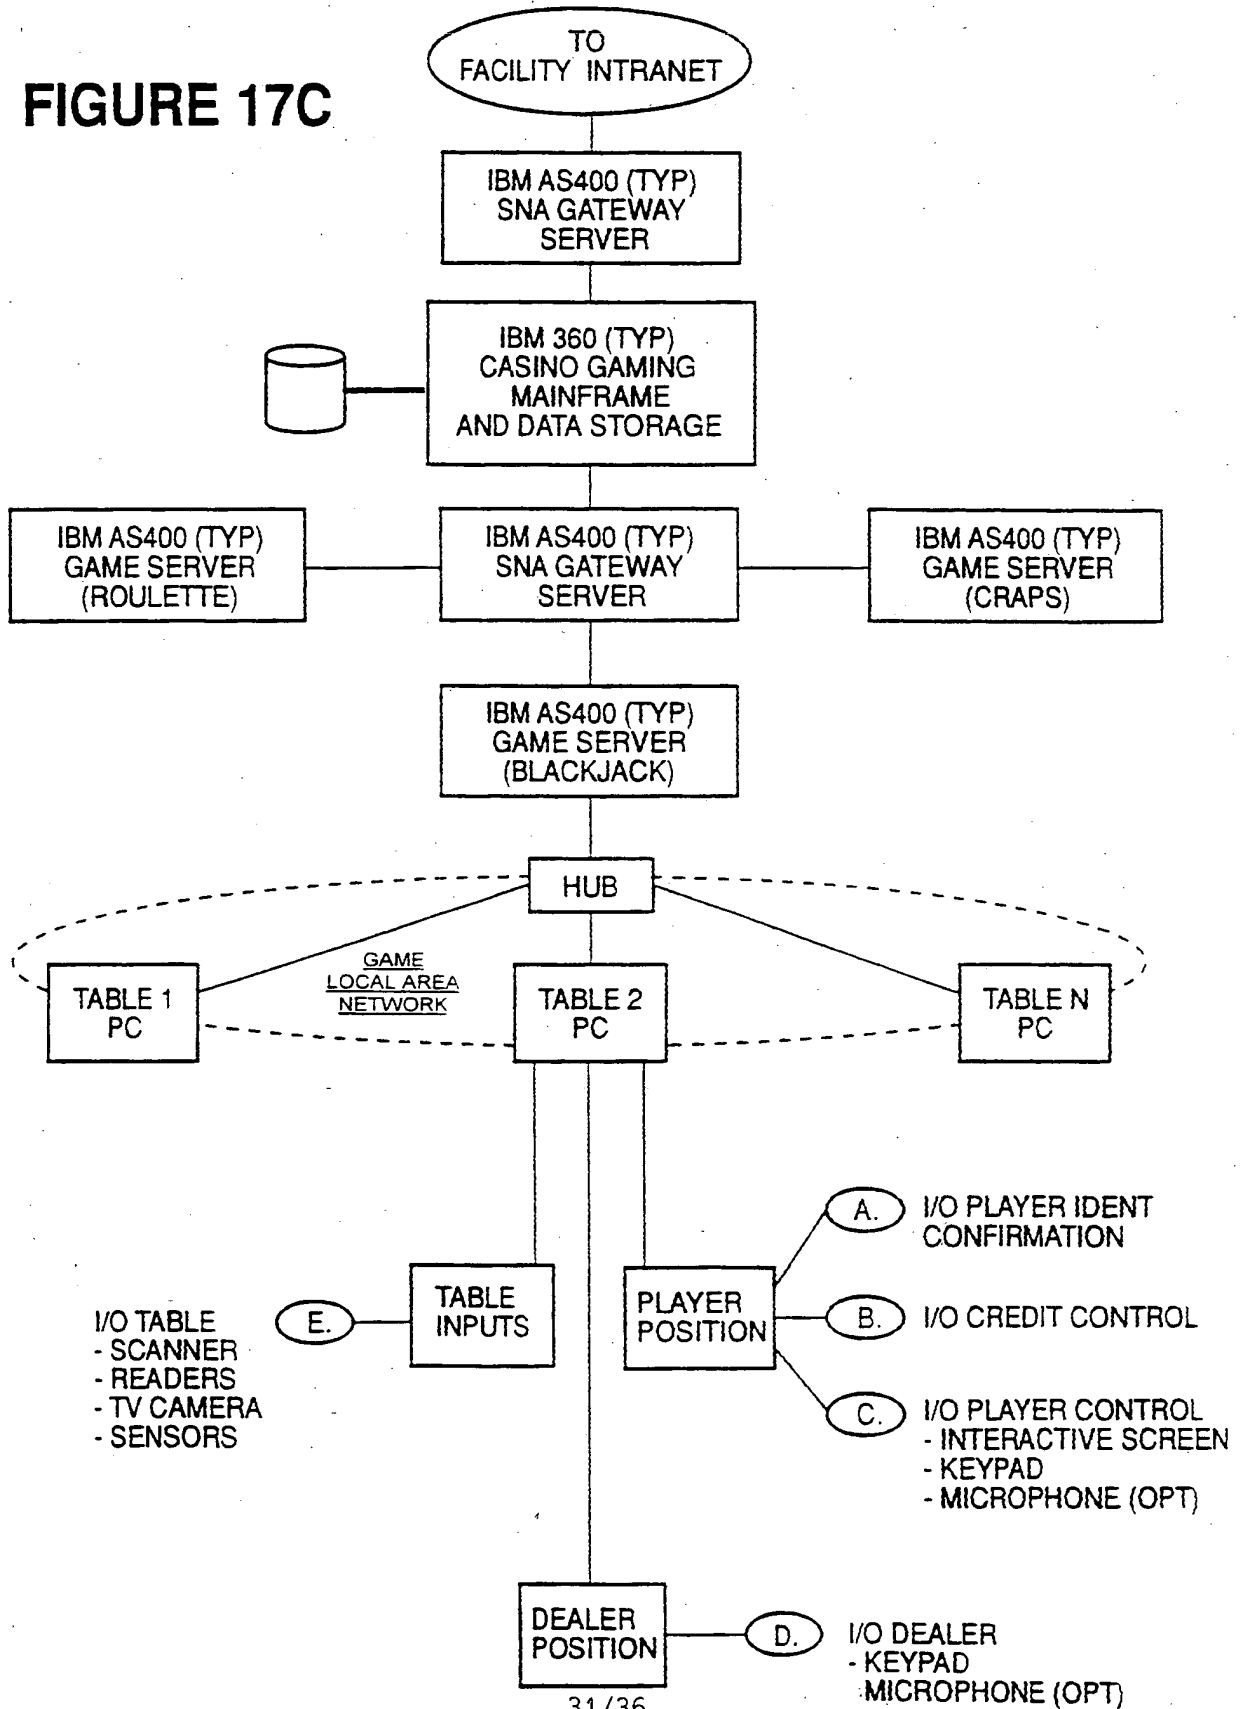 TO
FACILITY INTRANET
FIGURE 17C
IBM AS400 (TYP)
SNA GATEWAY
SERVER
IBM 360 (TYP)
CASINO GAMING
MAINFRAME
AND DATA STORAGE
IBM AS400 (TYP)
GAME SERVER
(ROULETTE)
IBM AS400 (TYP)
SNA GATEWAY
SERVER
IBM AS400 (TYP)
GAME SERVER
(CRAPS)
IBM AS400 (TYP)
GAME SERVER
(BLACKJACK)
HUB
GAME
LOCAL AREA
NETWORK
TABLE 1
PC
TABLE 2
PC
TABLE N
PC
A.
I/O PLAYER IDENT
CONFIRMATION
TABLE
INPUTS
PLAYER
POSITION
B.
I/O CREDIT CONTROL
E.
I/O TABLE
- SCANNER
- READERS
- TV CAMERA
- SENSORS
C.
I/O PLAYER CONTROL
- INTERACTIVE SCREEN
- KEYPAD
- MICROPHONE (OPT)
DEALER
POSITION
D.
I/O DEALER
- KEYPAD
- MICROPHONE (OPT)
31/36